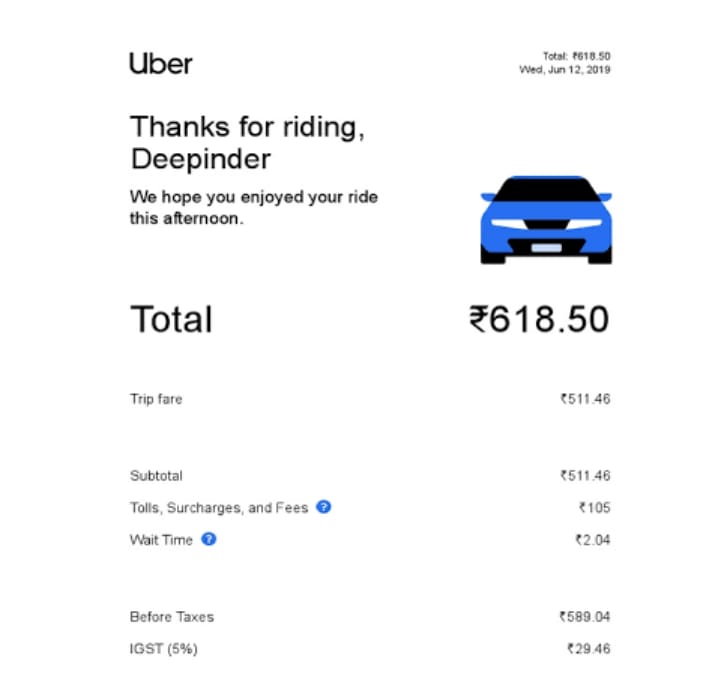 Uber
Total: ₹618.50
Wed, Jun 12, 2019
Thanks for riding,
Deepinder
We hope you enjoyed your ride
this afternoon.
Total ₹618.50
Trip fare ₹511.46
Subtotal ₹511.46
Tolls, Surcharges, and Fees ? ₹105
Wait Time ? ₹2.04
Before Taxes ₹589.04
IGST (5%) ₹29.46